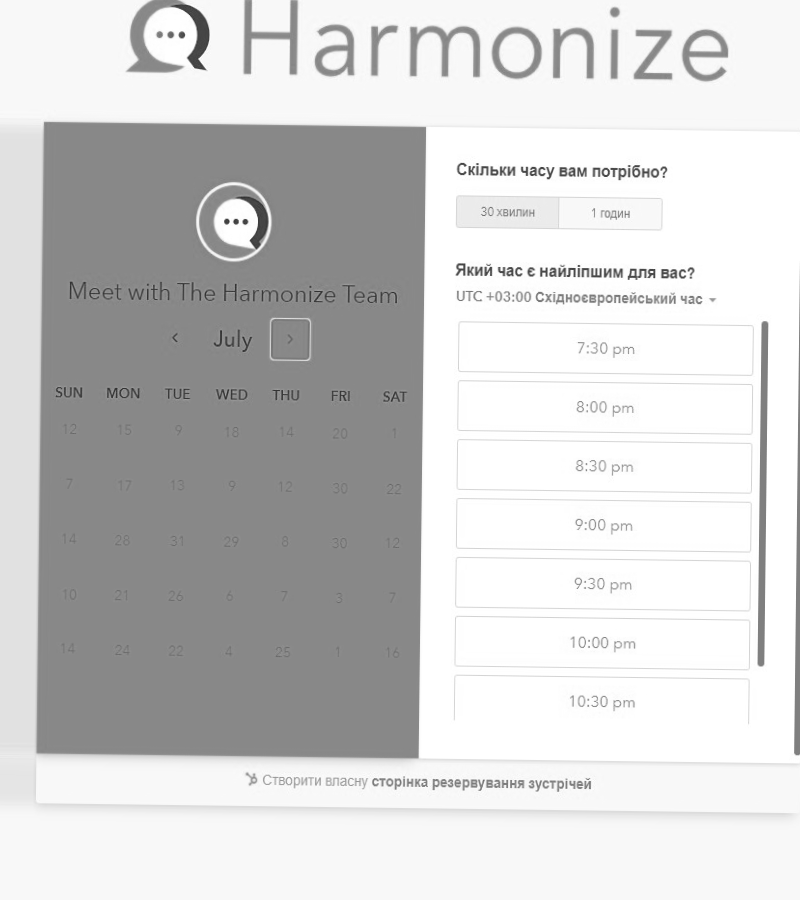 Harmonize
Meet with The Harmonize Team
July
SUN MON TUE WED THU FRI SAT
12 15 9 18 14 20 1
7 17 13 9 12 30 22
14 28 31 29 8 30 12
10 21 26 6 7 3 7
14 24 22 4 25 1 16
Скільки часу вам потрібно?
30 хвилин 1 годин
Який час є найліпшим для вас?
UTC +03:00 Східноєвропейський час
7:30 pm
8:00 pm
8:30 pm
9:00 pm
9:30 pm
10:00 pm
10:30 pm
Створити власну сторінка резервування зустрічей